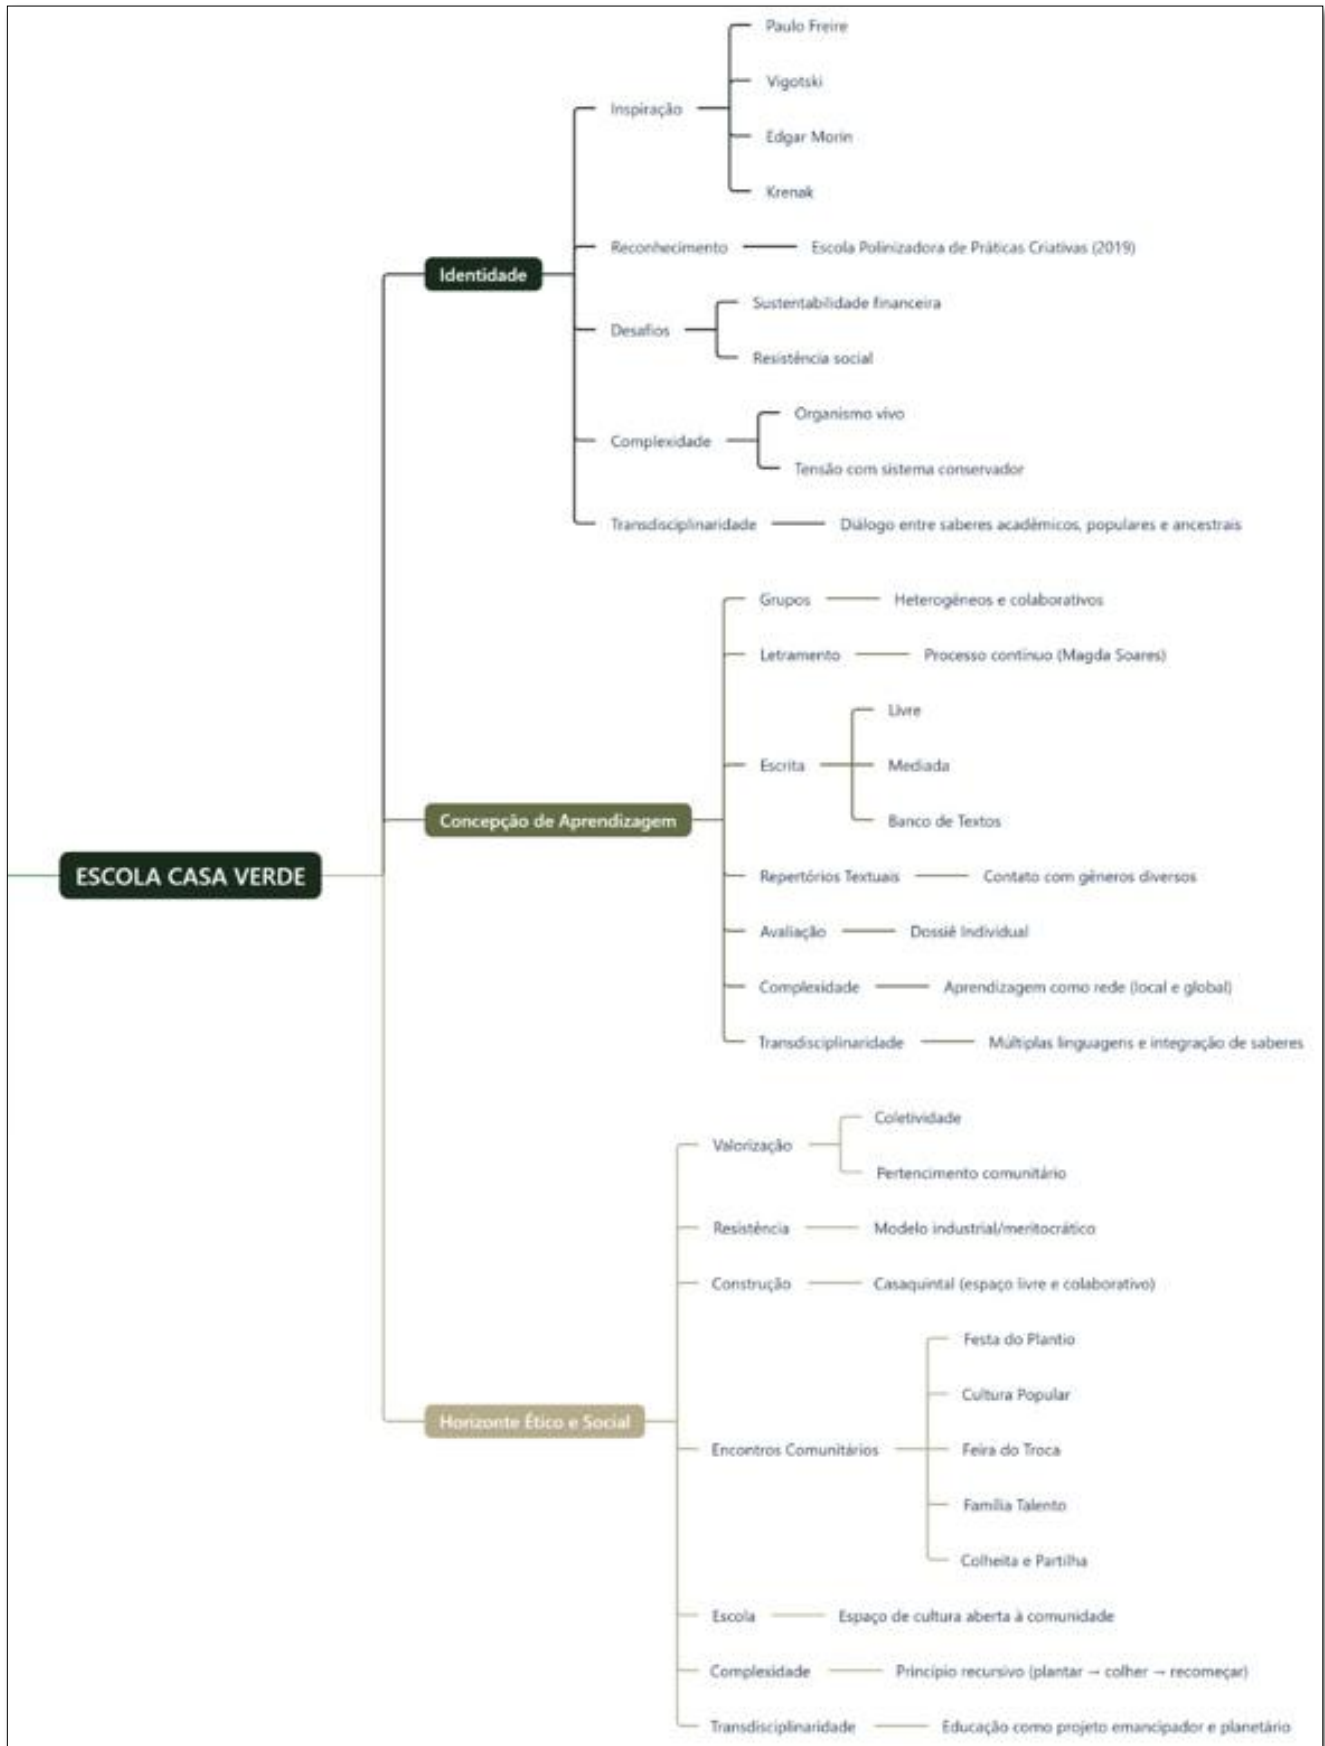 ESCOLA CASA VERDE
Identidade
Inspiração
Paulo Freire
Vigotski
Edgar Morin
Krenak
Reconhecimento
Escola Polinizadora de Práticas Criativas (2019)
Desafios
Sustentabilidade financeira
Resistência social
Complexidade
Organismo vivo
Tensão com sistema conservador
Transdisciplinaridade
Diálogo entre saberes acadêmicos, populares e ancestrais
Concepção de Aprendizagem
Grupos
Heterogêneos e colaborativos
Letramento
Processo contínuo (Magda Soares)
Escrita
Livre
Mediada
Banco de Textos
Repertórios Textuais
Contato com gêneros diversos
Avaliação
Dossiê Individual
Complexidade
Aprendizagem como rede (local e global)
Transdisciplinaridade
Múltiplas linguagens e integração de saberes
Horizonte Ético e Social
Valorização
Coletividade
Pertencimento comunitário
Resistência
Modelo industrial/meritocrático
Construção
Casaquintal (espaço livre e colaborativo)
Encontros Comunitários
Festa do Plantio
Cultura Popular
Feira do Troca
Família Talento
Colheita e Partilha
Escola
Espaço de cultura aberta à comunidade
Complexidade
Princípio recursivo (plantar → colher → recomeçar)
Transdisciplinaridade
Educação como projeto emancipador e planetário